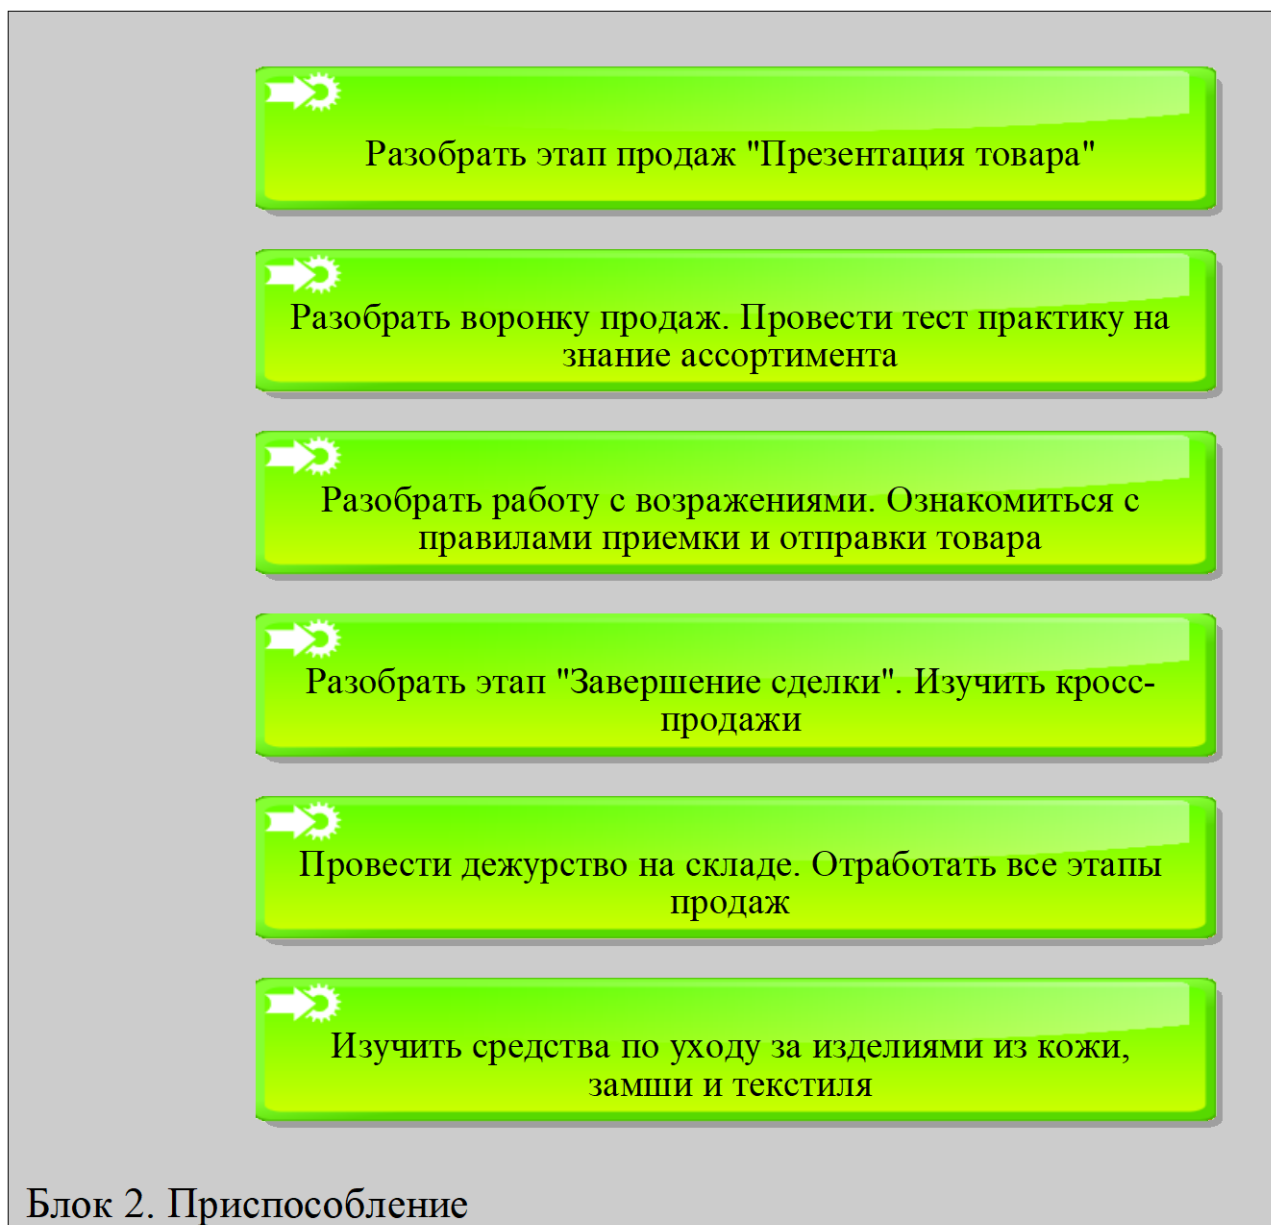 Разобрать этап продаж "Презентация товара"
Разобрать воронку продаж. Провести тест практику на
знание ассортимента
Разобрать работу с возражениями. Ознакомиться с
правилами приемки и отправки товара
Разобрать этап "Завершение сделки". Изучить кросс-
продажи
Провести дежурство на складе. Отработать все этапы
продаж
Изучить средства по уходу за изделиями из кожи,
замши и текстиля
Блок 2. Приспособление